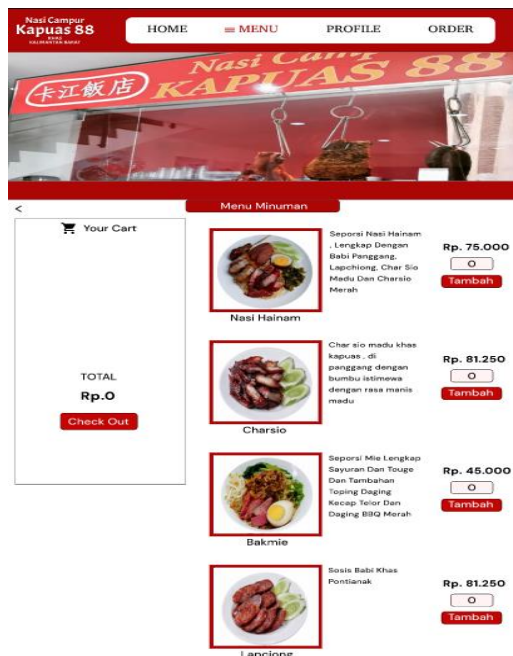 Nasi Campur
Kapuas 88
KHAS
KALIMANTAN BARAT
HOME
MENU
PROFILE
ORDER
Nasi Camp
KAPUAS 88
卡江飯店
<
Menu Minuman
Your Cart
TOTAL
Rp.0
Check Out
Nasi Hainam
Seporsi Nasi Hainam
, Lengkap Dengan
Babi Panggang,
Lapchiong, Char Sio
Madu Dan Charsio
Merah
Rp. 75.000
0
Tambah
Charsio
Char sio madu khas
kapuas , di
panggang dengan
bumbu istimewa
dengan rasa manis
madu
Rp. 81.250
0
Tambah
Bakmie
Seporsi Mie Lengkap
Sayuran Dan Touge
Dan Tambahan
Toping Daging
Kecap Telor Dan
Daging BBQ Merah
Rp. 45.000
0
Tambah
Lapciong
Sosis Babi Khas
Pontianak
Rp. 81.250
0
Tambah